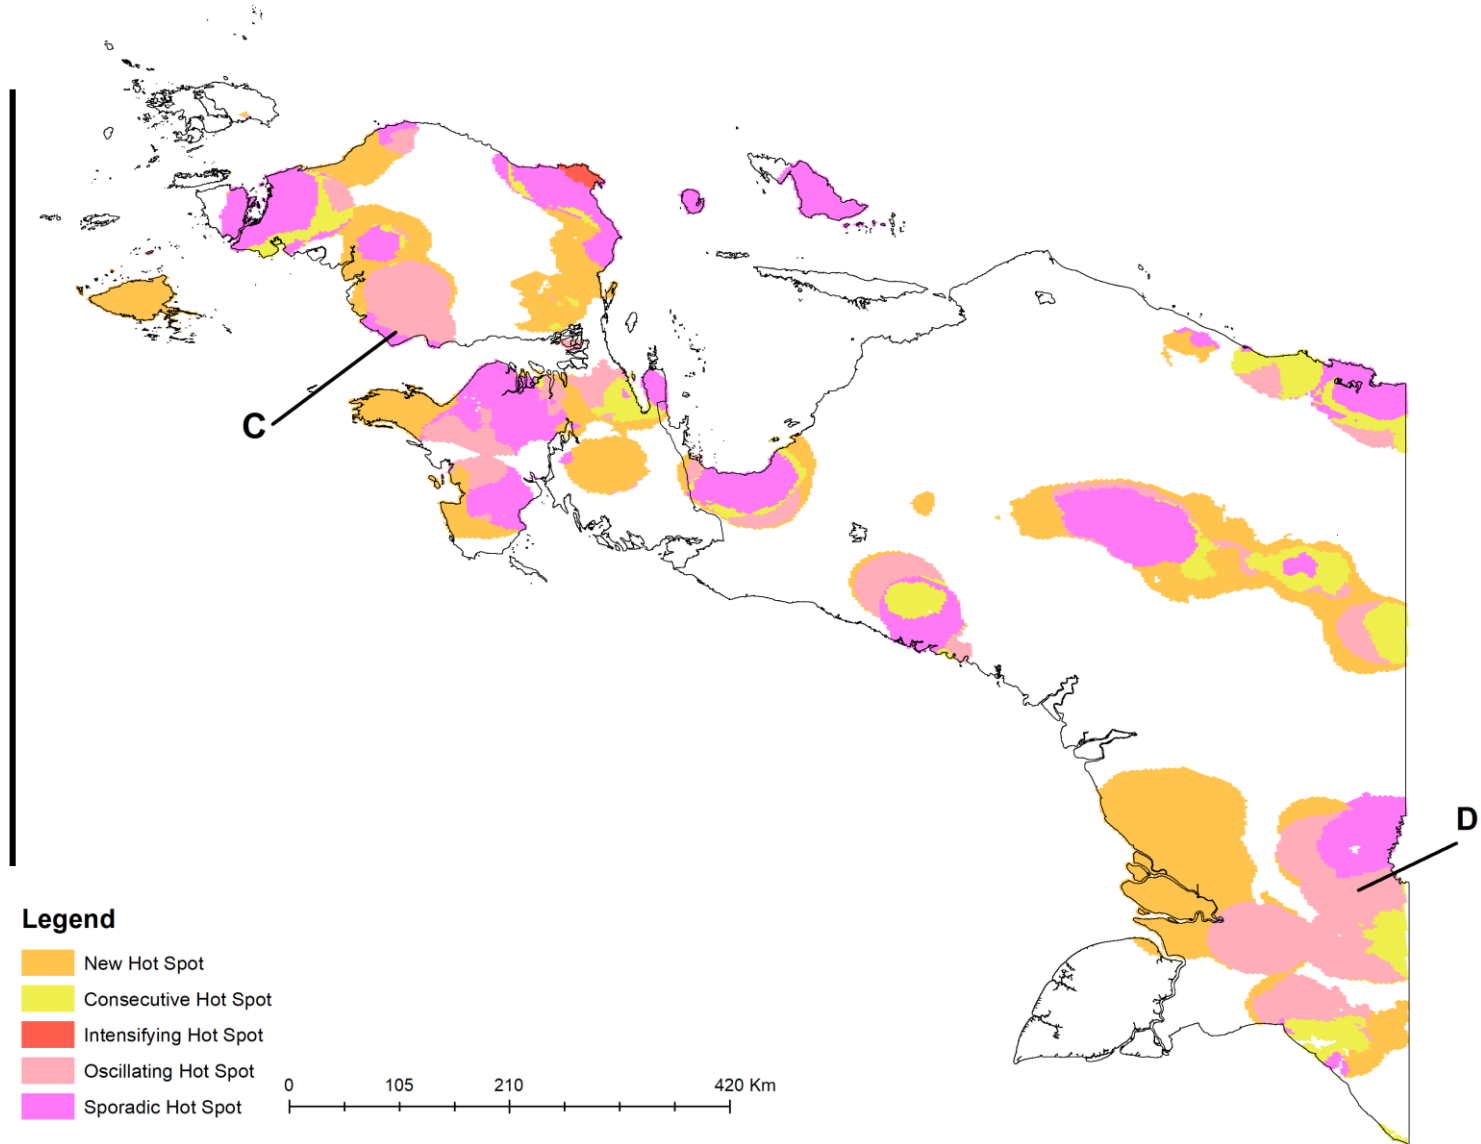 C
D
Legend
New Hot Spot
Consecutive Hot Spot
Intensifying Hot Spot
Oscillating Hot Spot
Sporadic Hot Spot
0 105 210 420 Km